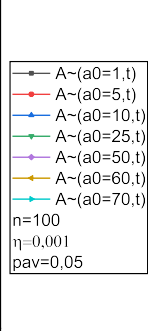 A~(a0=1,t)
A~(a0=5,t)
A~(a0=10,t)
A~(a0=25,t)
A~(a0=50,t)
A~(a0=60,t)
A~(a0=70,t)
n=100
η=0,001
pav=0,05